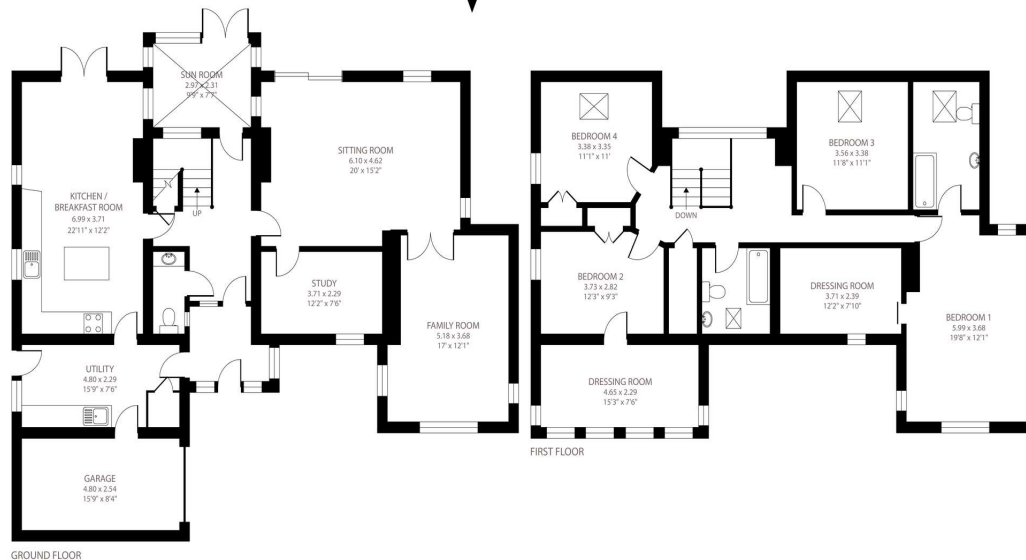 SUN ROOM
2.97 x 2.31
9'9" x 7'7"
SITTING ROOM
6.10 x 4.62
20' x 15'2"
KITCHEN /
BREAKFAST ROOM
6.99 x 3.71
22'11" x 12'2"
UP
STUDY
3.71 x 2.29
12'2" x 7'6"
FAMILY ROOM
5.18 x 3.68
17' x 12'1"
UTILITY
4.80 x 2.29
15'9" x 7'6"
GARAGE
4.80 x 2.54
15'9" x 8'4"
GROUND FLOOR
BEDROOM 4
3.38 x 3.35
11'1" x 11'
BEDROOM 3
3.56 x 3.38
11'8" x 11'1"
DOWN
BEDROOM 2
3.73 x 2.82
12'3" x 9'3"
DRESSING ROOM
3.71 x 2.39
12'2" x 7'10"
BEDROOM 1
5.99 x 3.68
19'8" x 12'1"
DRESSING ROOM
4.65 x 2.29
15'3" x 7'6"
FIRST FLOOR